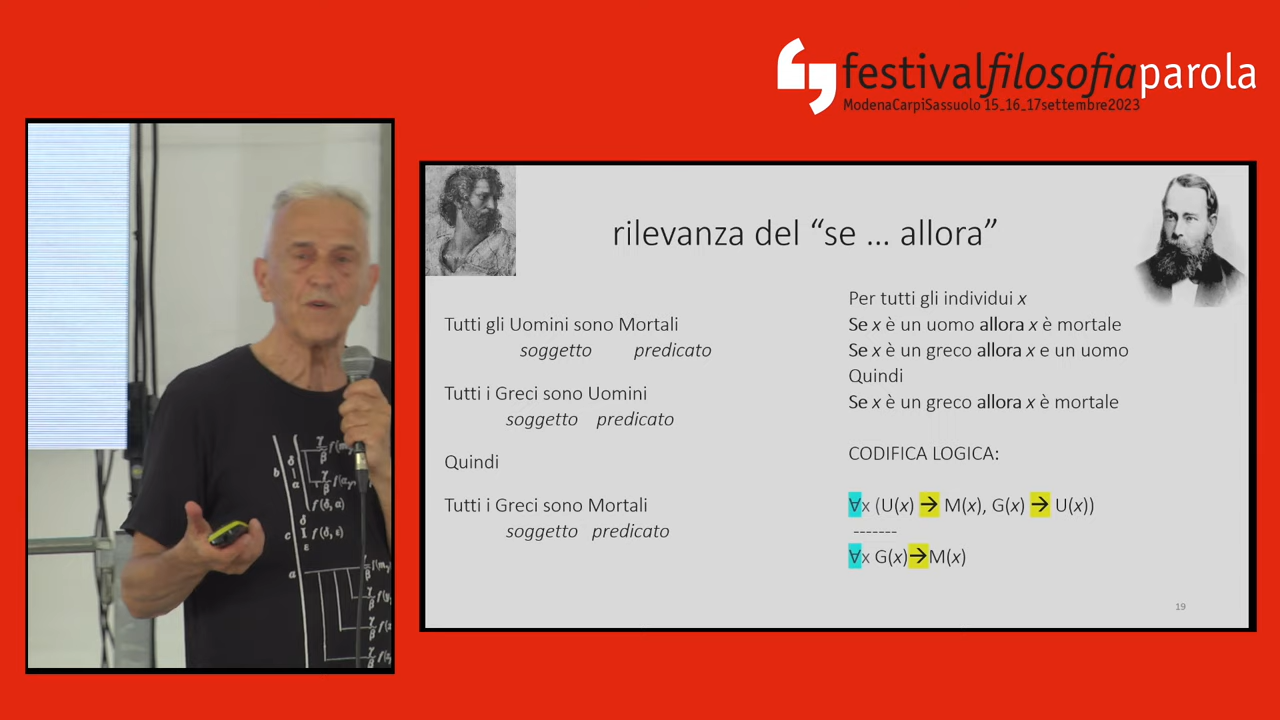 festivalfilosofiaparola
ModenaCarpiSassuolo 15_16_17settembre2023
rilevanza del “se ... allora”
Tutti gli Uomini sono Mortali
soggetto predicato
Tutti i Greci sono Uomini
soggetto predicato
Quindi
Tutti i Greci sono Mortali
soggetto predicato
Per tutti gli individui x
Se x è un uomo allora x è mortale
Se x è un greco allora x e un uomo
Quindi
Se x è un greco allora x è mortale
CODIFICA LOGICA:
∀x (U(x) → M(x), G(x) → U(x))
-------
∀x G(x)→M(x)
19